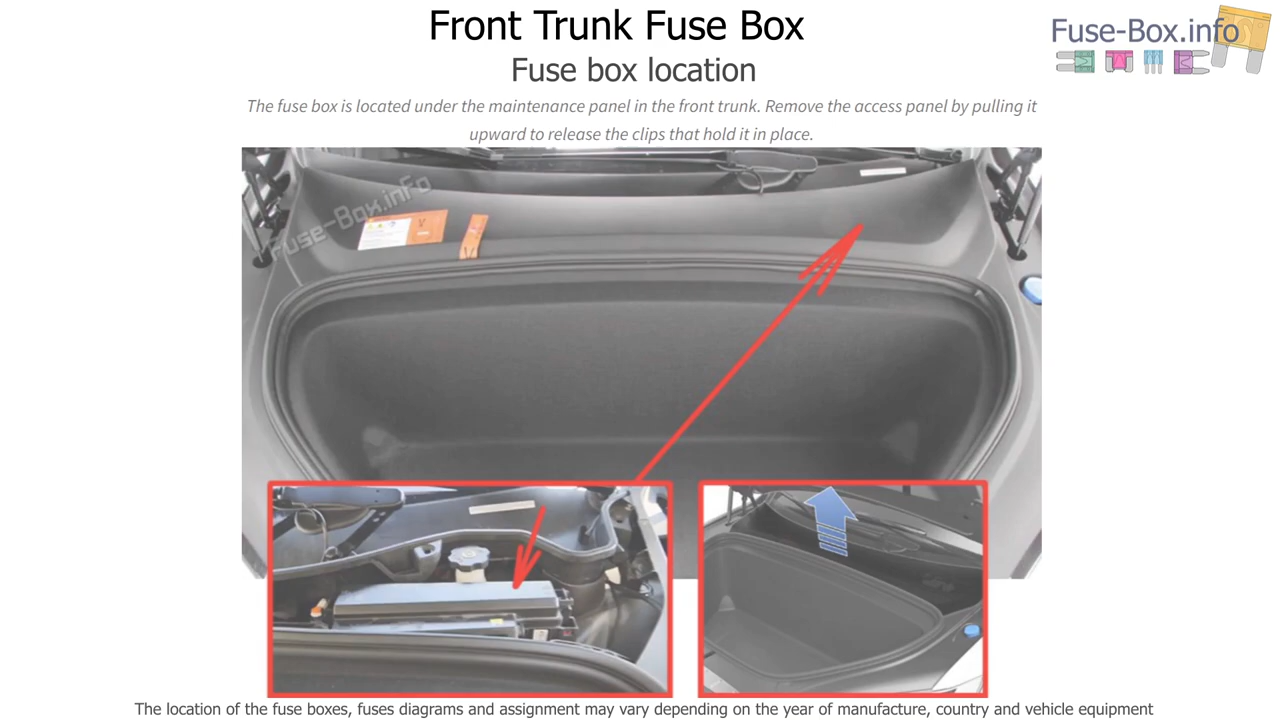 Front Trunk Fuse Box
Fuse-Box.info
Fuse box location
The fuse box is located under the maintenance panel in the front trunk. Remove the access panel by pulling it
upward to release the clips that hold it in place.
Fuse-Box.info
The location of the fuse boxes, fuses diagrams and assignment may vary depending on the year of manufacture, country and vehicle equipment